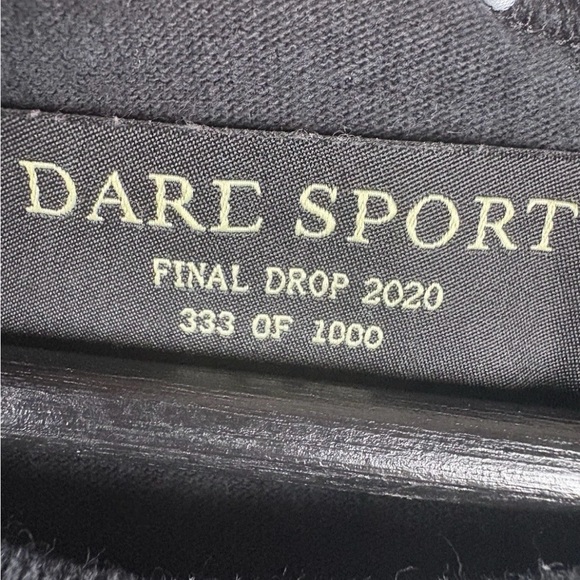 DARE SPORT
FINAL DROP 2020
333 OF 1000